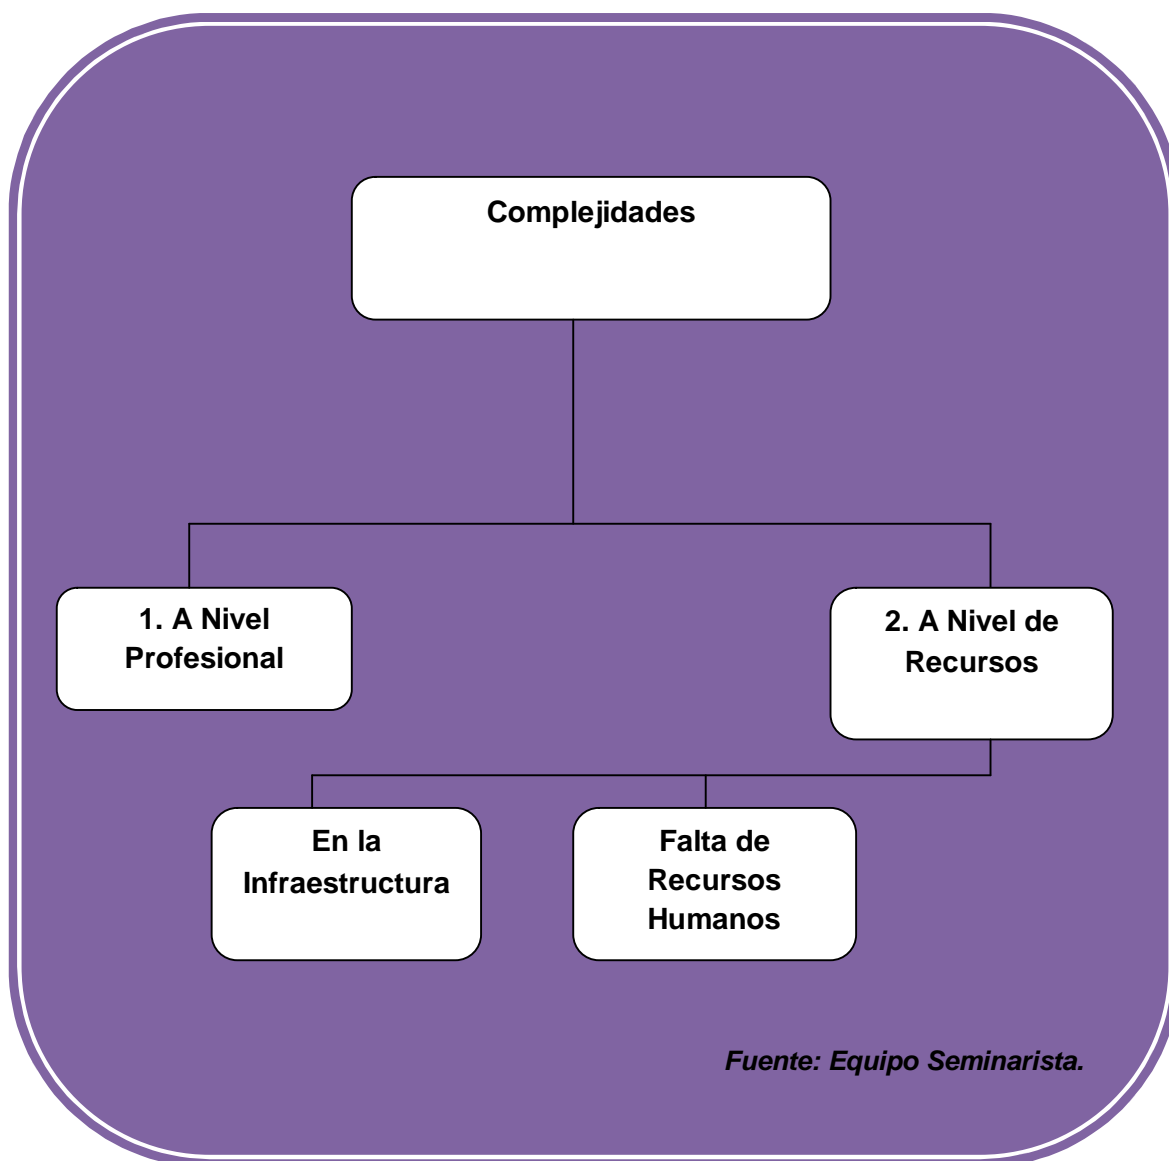 Complejidades
1. A Nivel
Profesional
2. A Nivel de
Recursos
En la
Infraestructura
Falta de
Recursos
Humanos
Fuente: Equipo Seminarista.